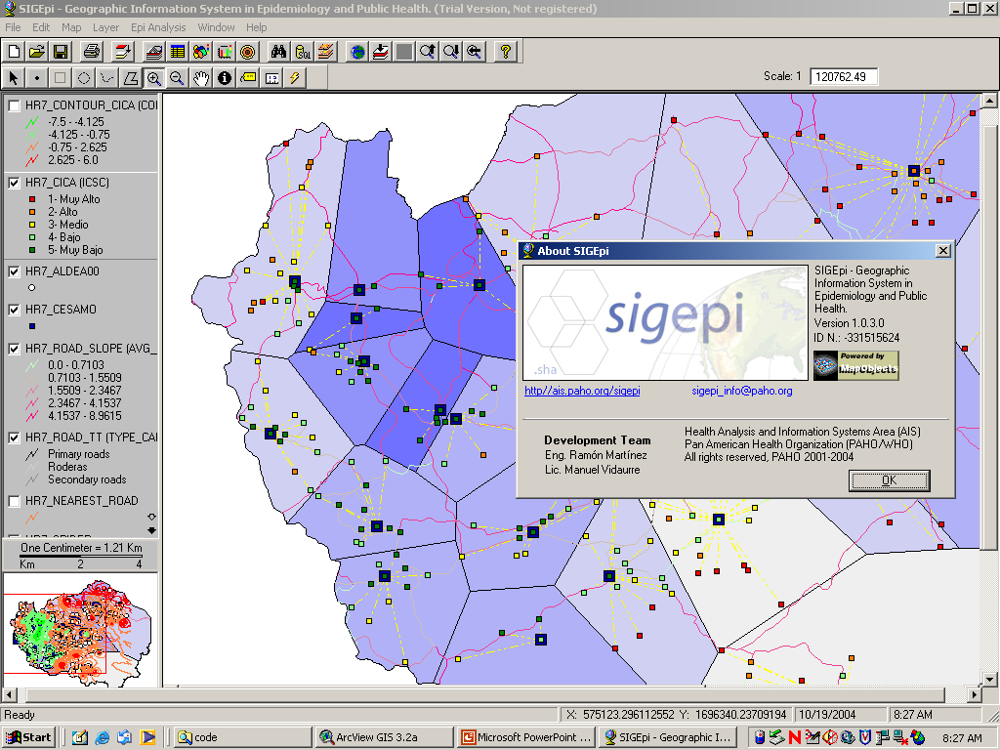 SIGEpi - Geographic Information System in Epidemiology and Public Health. (Trial Version, Not registered)
File Edit Map Layer Epi Analysis Window Help
Scale: 1 120762.49
HR7_CONTOUR_CICA (CO
-7.5 - -4.125
-4.125 - -0.75
-0.75 - 2.625
2.625 - 6.0
HR7_CICA (ICSC)
1- Muy Alto
2- Alto
3- Medio
4- Bajo
5- Muy Bajo
HR7_ALDEA00
HR7_CESAMO
HR7_ROAD_SLOPE (AVG_
0.0 - 0.7103
0.7103 - 1.5509
1.5509 - 2.3467
2.3467 - 4.1537
4.1537 - 8.9615
HR7_ROAD_TT (TYPE_CA
Primary roads
Roderas
Secondary roads
HR7_NEAREST_ROAD
One Centimeter = 1.21 Km
Km 2 4
About SIGEpi
sigepi
.sha
http//ais.paho.org/sigepi
sigepi_info@paho.org
SIGEpi - Geographic
Information System in
Epidemiology and Public
Health.
Version 1.0.3.0
ID N.: -331515624
Powered by
MapObjects
Development Team
Eng. Ramón Martínez
Lic. Manuel Vidaurre
Health Analysis and Information Systems Area (AIS)
Pan American Health Organization (PAHO/WHO)
All rights reserved, PAHO 2001-2004
OK
Ready
X: 575123.296112552 Y: 1696340.23709194
10/19/2004
8:27 AM
Start
code
ArcView GIS 3.2a
Microsoft PowerPoint ...
SIGEpi - Geographic I...
8:27 AM